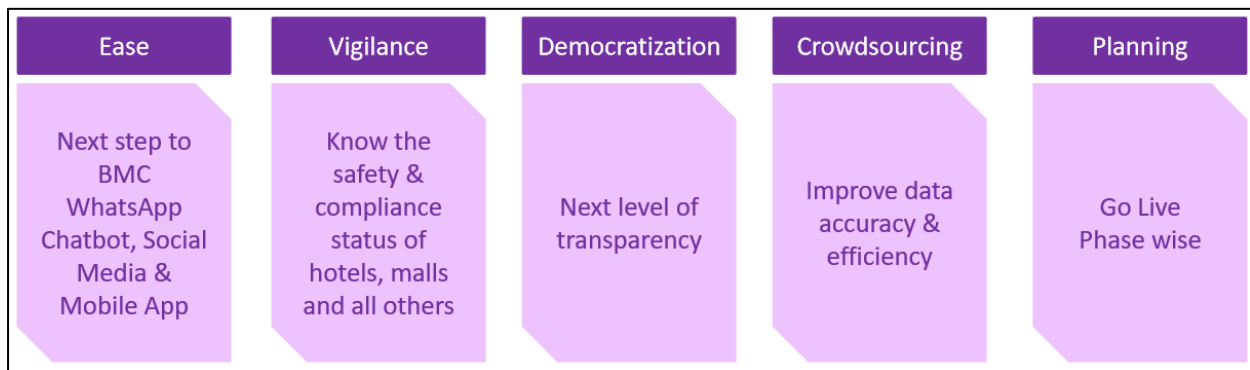 Ease
Next step to
BMC
WhatsApp
Chatbot, Social
Media &
Mobile App
Vigilance
Know the
safety &
compliance
status of
hotels, malls
and all others
Democratization
Next level of
transparency
Crowdsourcing
Improve data
accuracy &
efficiency
Planning
Go Live
Phase wise